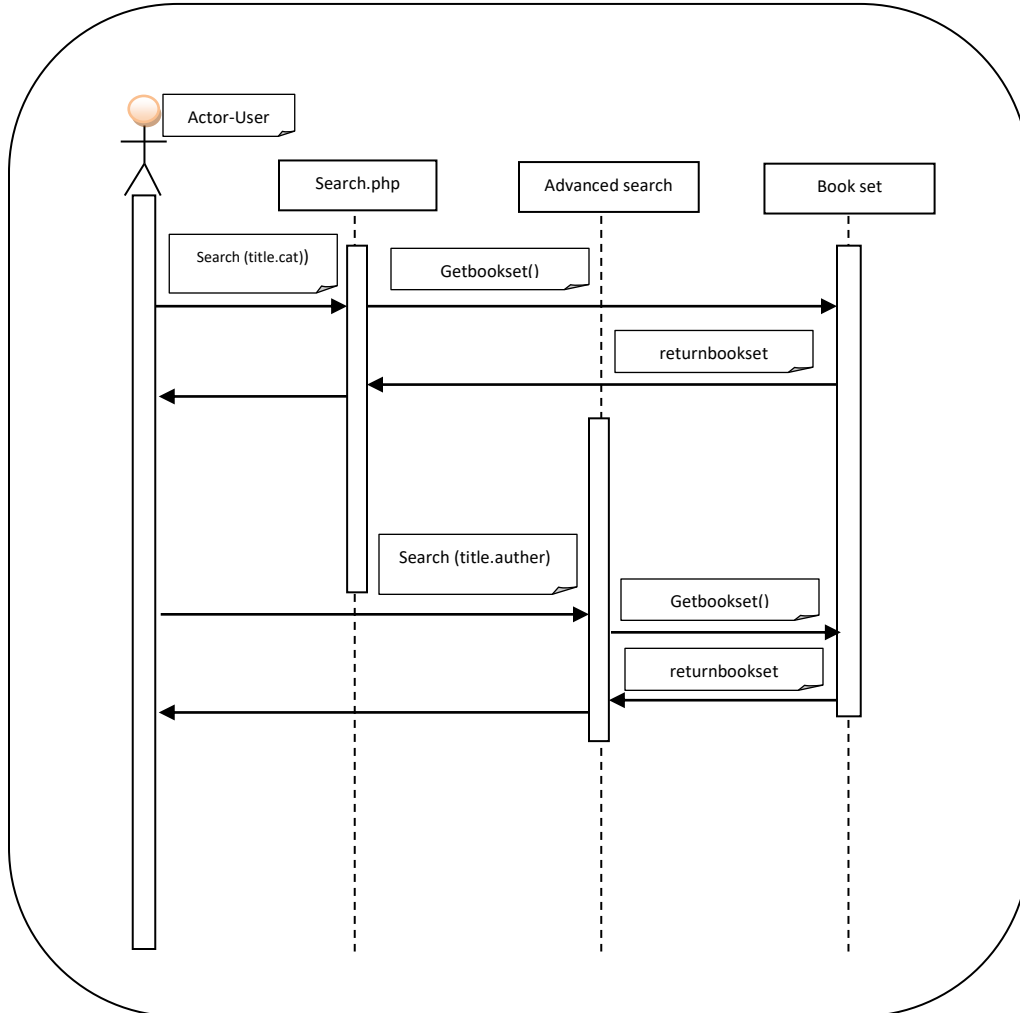 Actor-User
Search.php
Advanced search
Book set
Search (title.cat))
Getbookset()
returnbookset
Search (title.auther)
Getbookset()
returnbookset